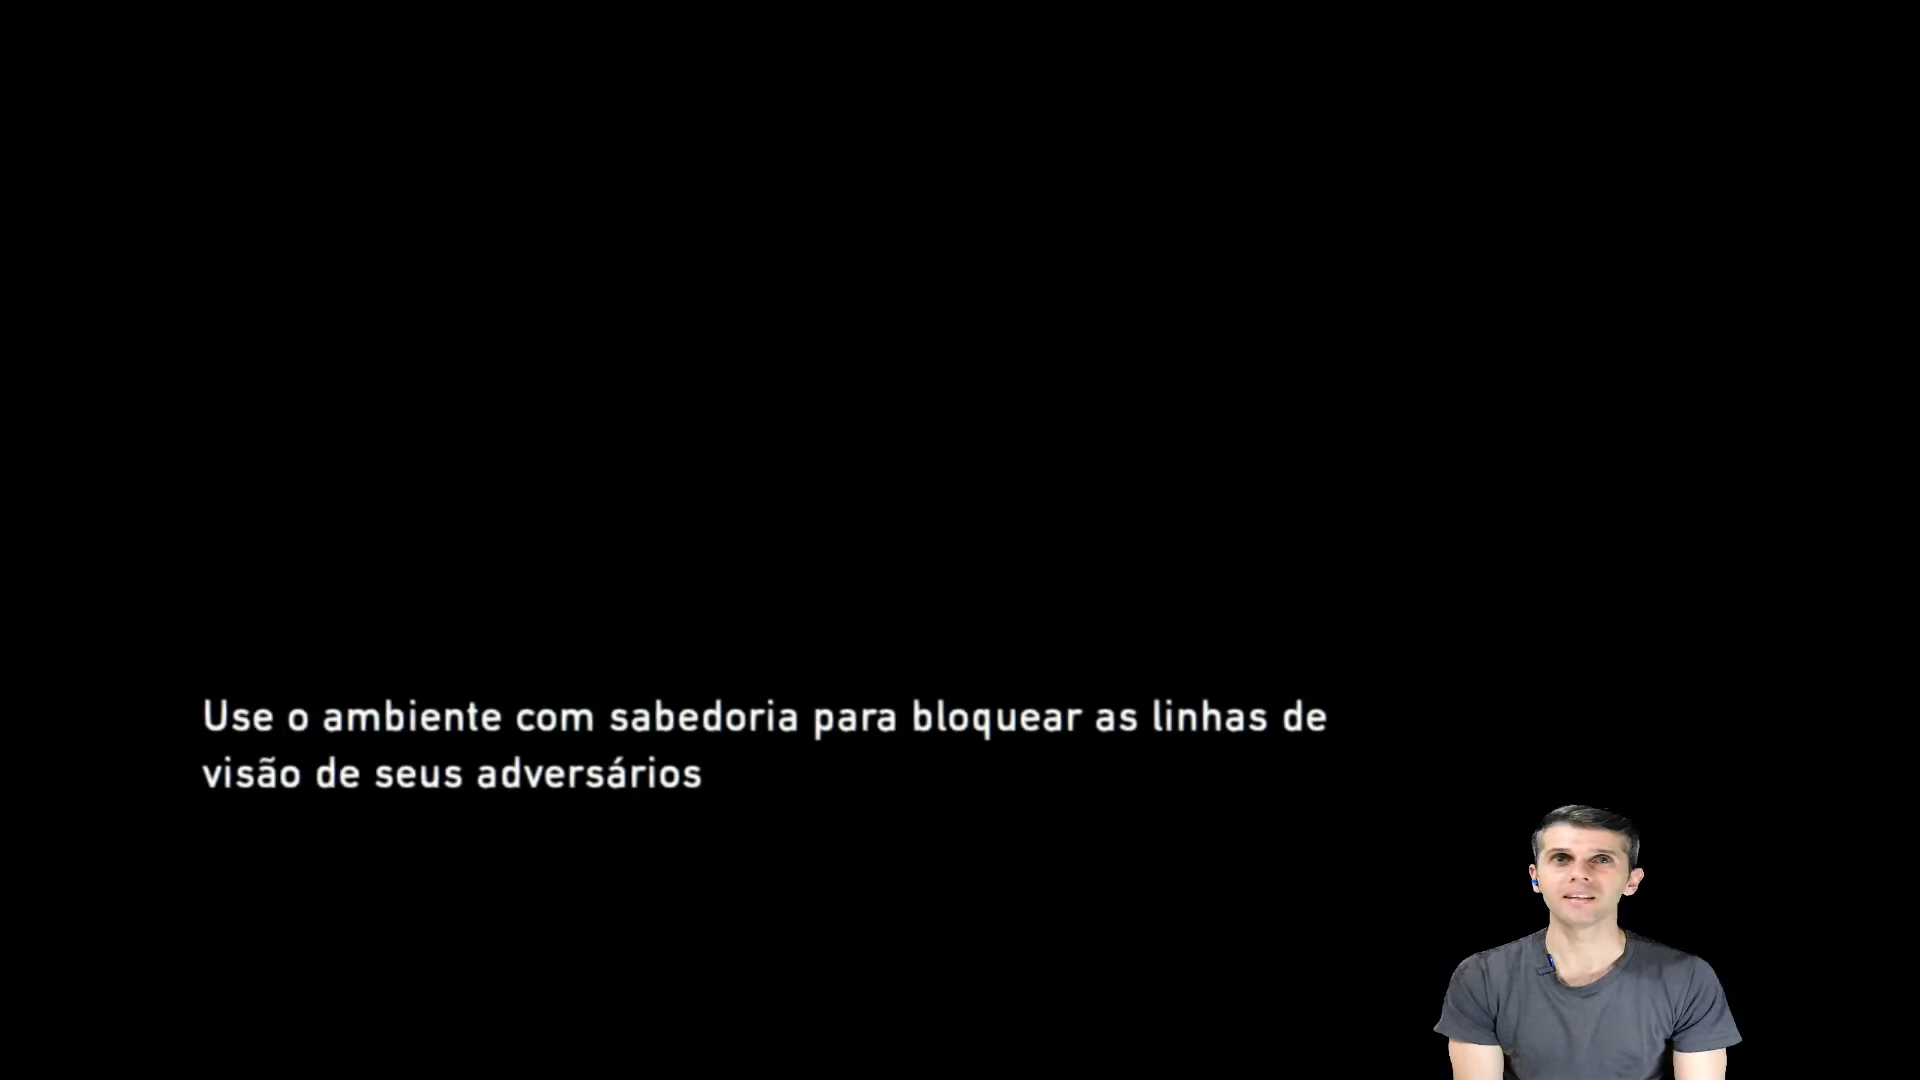 Use o ambiente com sabedoria para bloquear as linhas de
visão de seus adversários